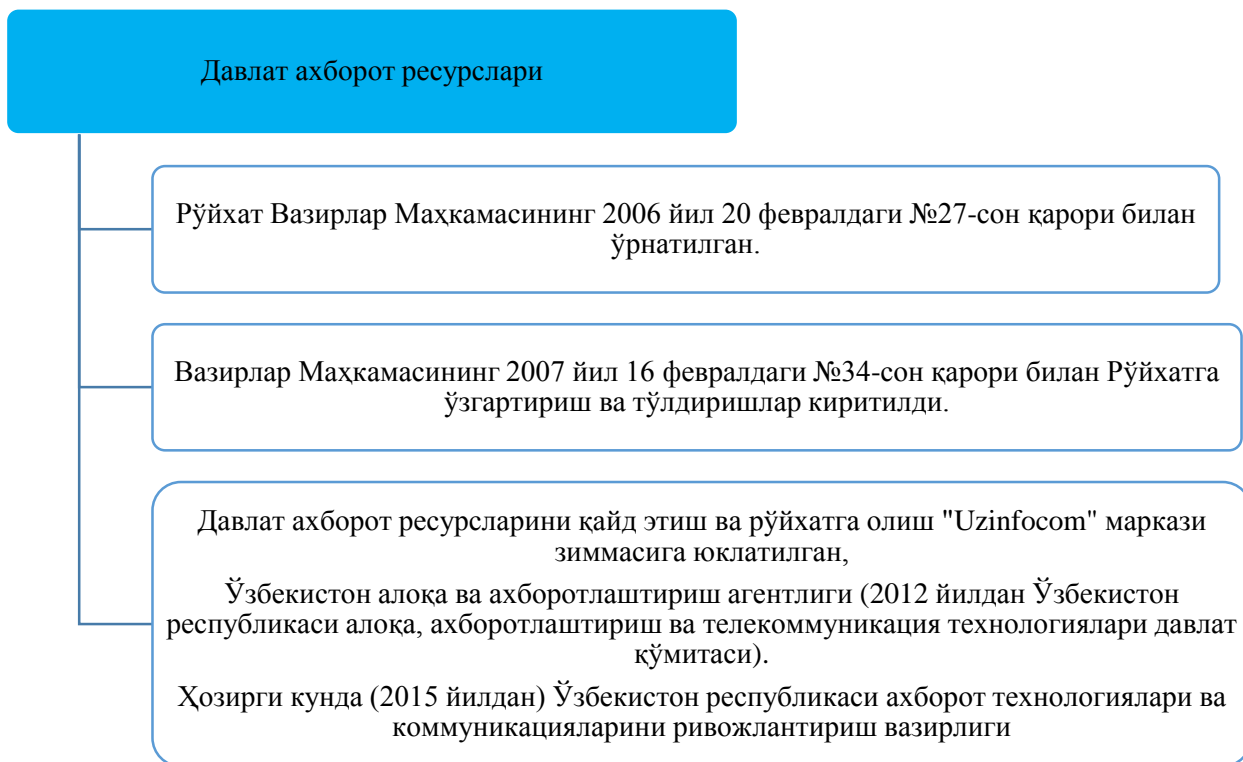 Давлат ахборот ресурслари
Рўйхат Вазирлар Маҳкамасининг 2006 йил 20 февралдаги №27-сон қарори билан
ўрнатилган.
Вазирлар Маҳкамасининг 2007 йил 16 февралдаги №34-сон қарори билан Рўйхатга
ўзгартириш ва тўлдиришлар киритилди.
Давлат ахборот ресурсларини қайд этиш ва рўйхатга олиш "Uzinfocom" маркази
зиммасига юклатилган,
Ўзбекистон алоқа ва ахборотлаштириш агентлиги (2012 йилдан Ўзбекистон
республикаси алоқа, ахборотлаштириш ва телекоммуникация технологиялари давлат
қўмитаси).
Ҳозирги кунда (2015 йилдан) Ўзбекистон республикаси ахборот технологиялари ва
коммуникацияларини ривожлантириш вазирлиги